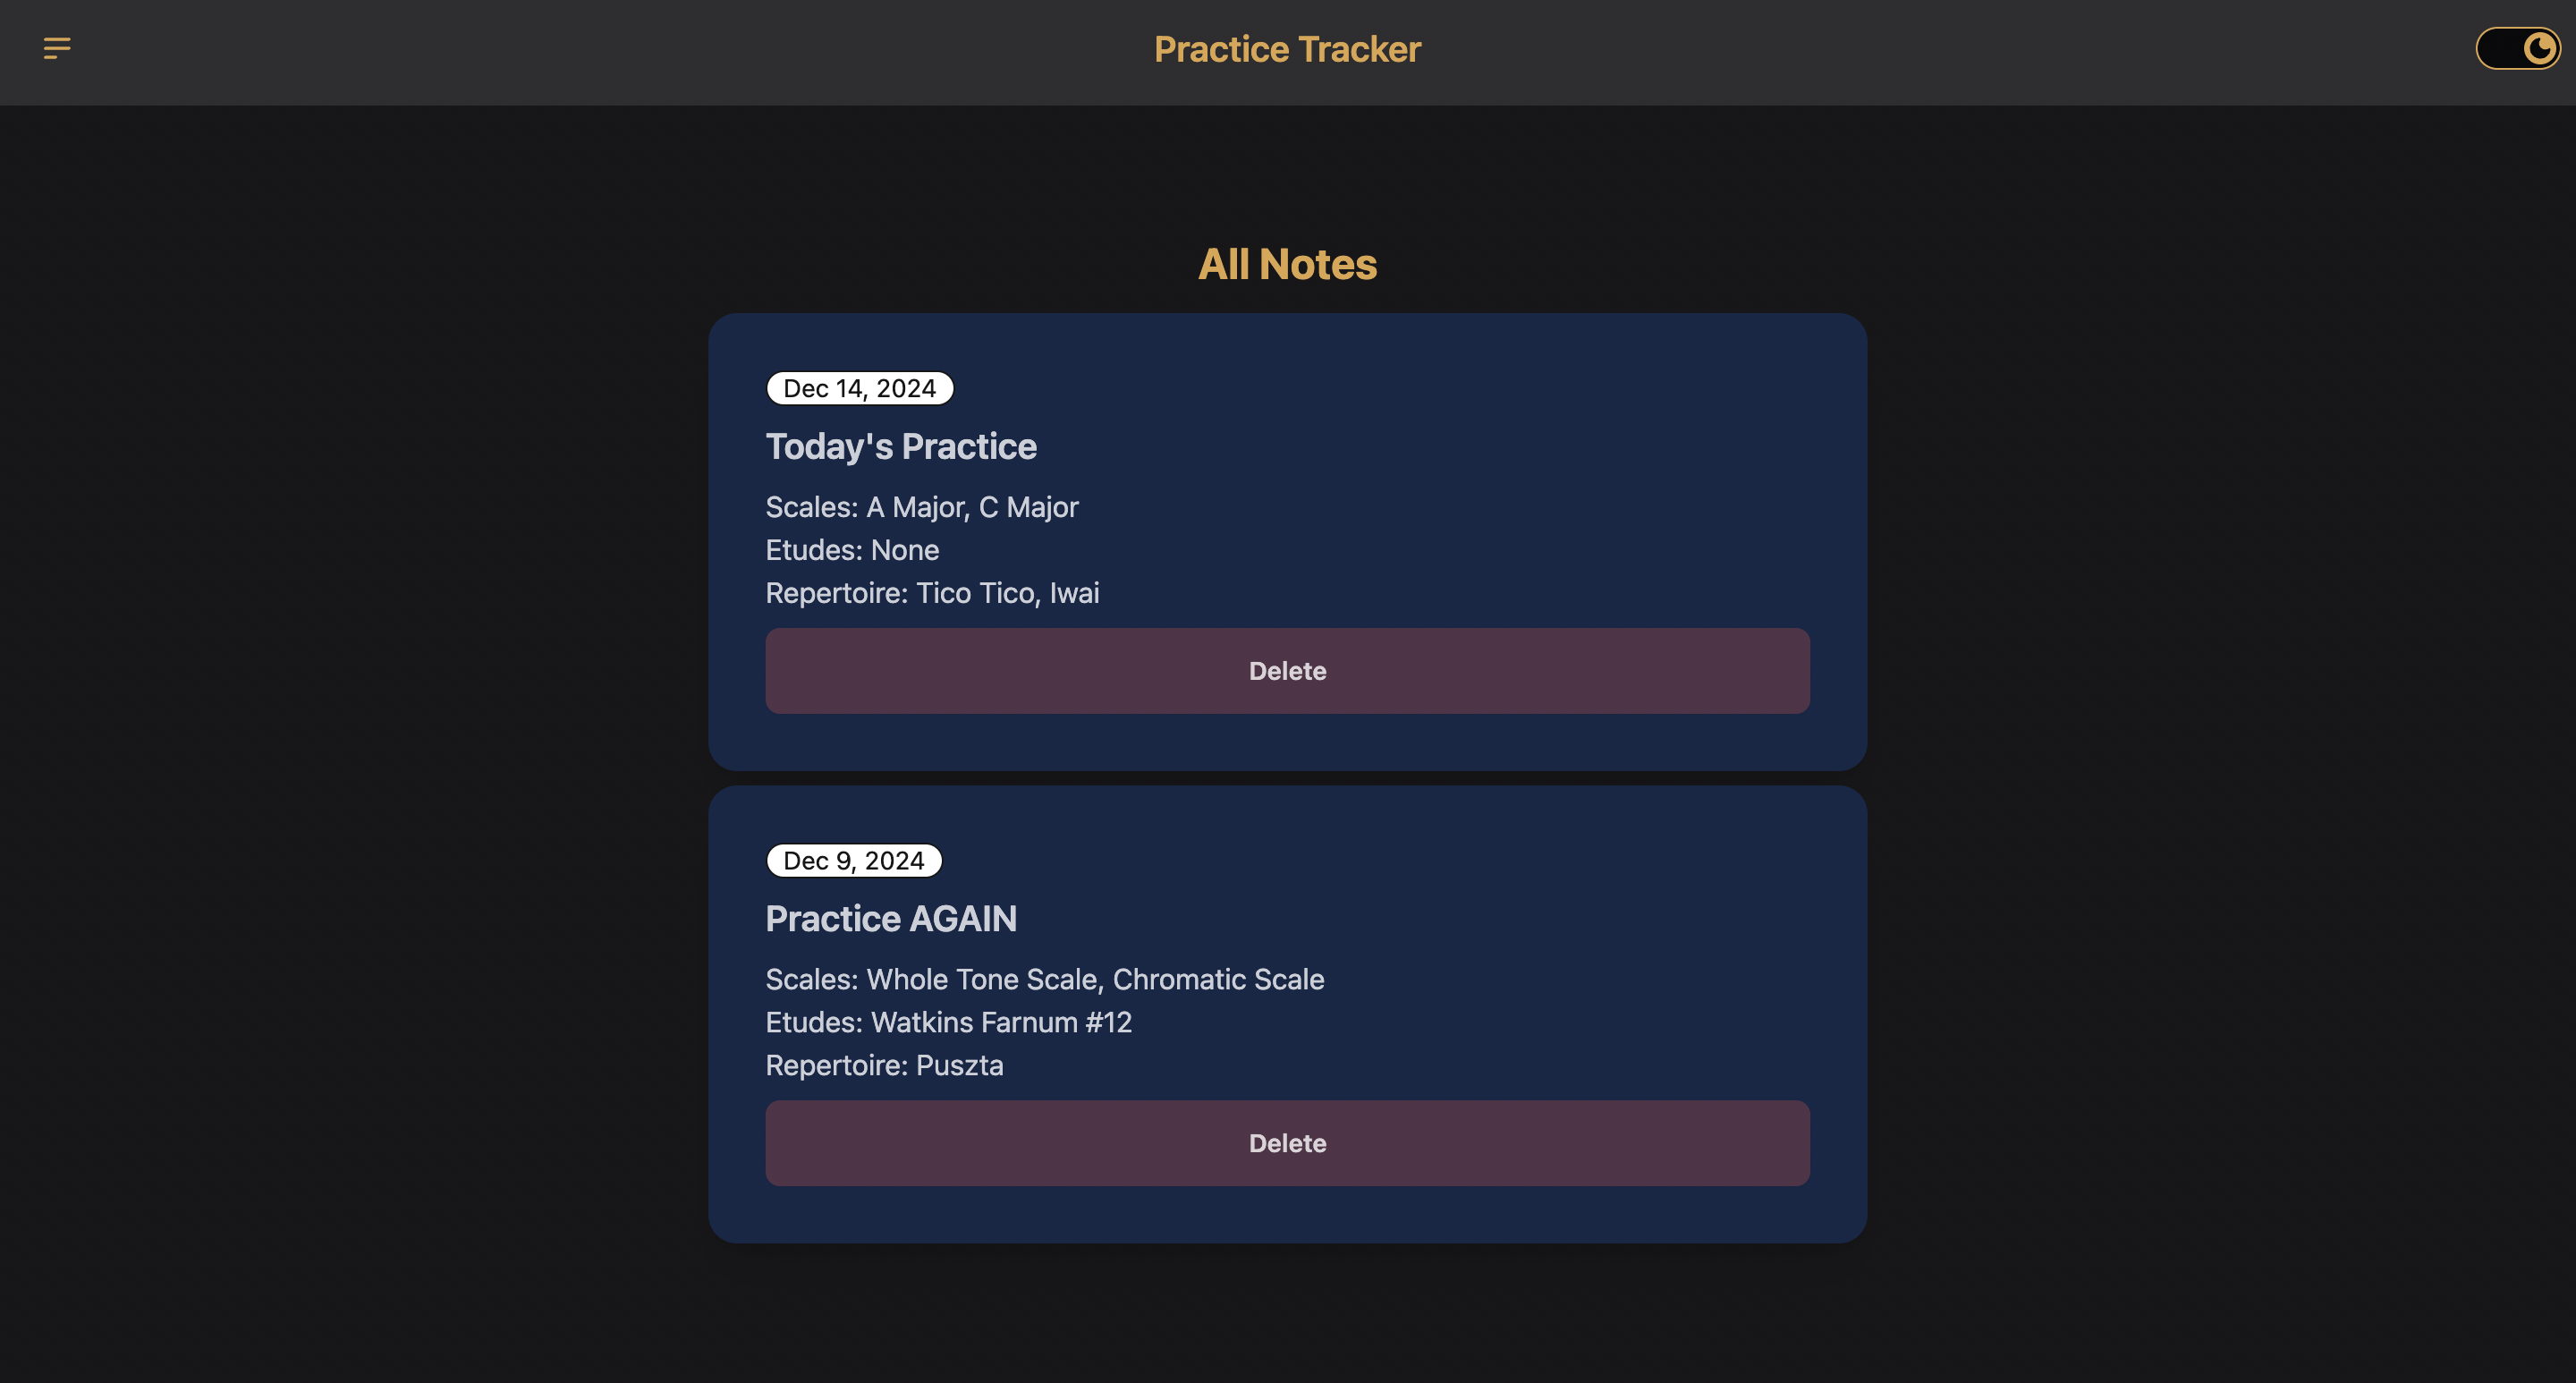 Practice Tracker
All Notes
Dec 14, 2024
Today's Practice
Scales: A Major, C Major
Etudes: None
Repertoire: Tico Tico, Iwai
Delete
Dec 9, 2024
Practice AGAIN
Scales: Whole Tone Scale, Chromatic Scale
Etudes: Watkins Farnum #12
Repertoire: Puszta
Delete